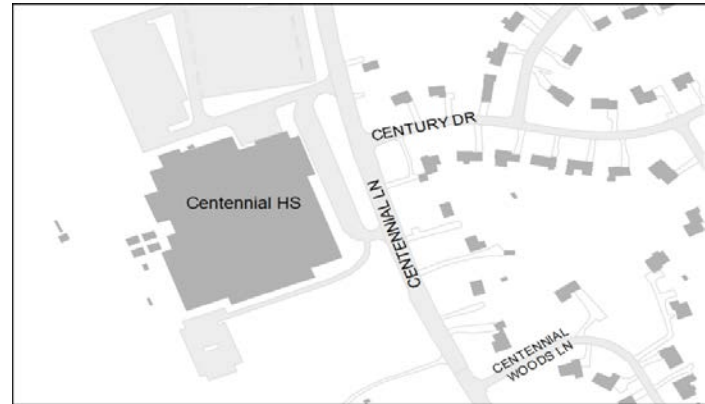 CENTURY DR
Centennial HS
CENTENNIAL LN
CENTENNIAL
WOODS LN